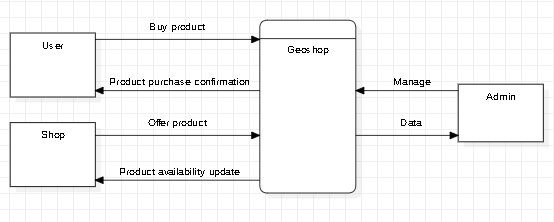 Buy product
User
Geoshop
Product purchase confirmation
Manage
Admin
Shop
Offer product
Data
Product availability update